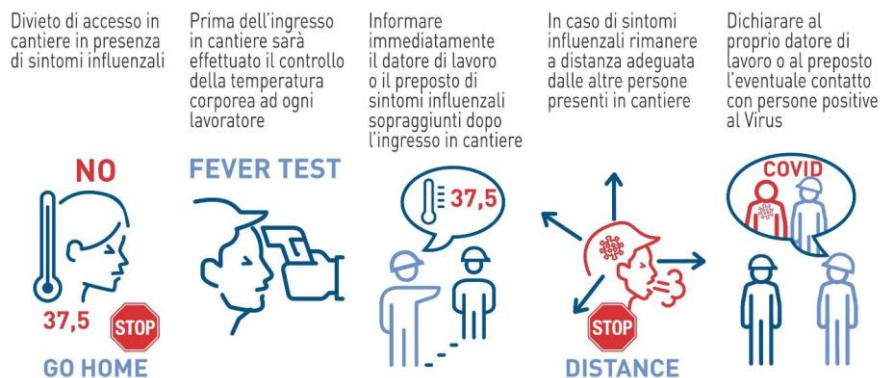 Divieto di accesso in
cantiere in presenza
di sintomi influenzali
NO
37,5
STOP
GO HOME
Prima dell'ingresso
in cantiere sarà
effettuato il controllo
della temperatura
corporea ad ogni
lavoratore
FEVER TEST
Informare
immediatamente
il datore di lavoro
o il preposto di
sintomi influenzali
sopraggiunti dopo
l'ingresso in cantiere
37,5
In caso di sintomi
influenzali rimanere
a distanza adeguata
dalle altre persone
presenti in cantiere
STOP
DISTANCE
Dichiarare al
proprio datore di
lavoro o al preposto
l'eventuale contatto
con persone positive
al Virus
COVID